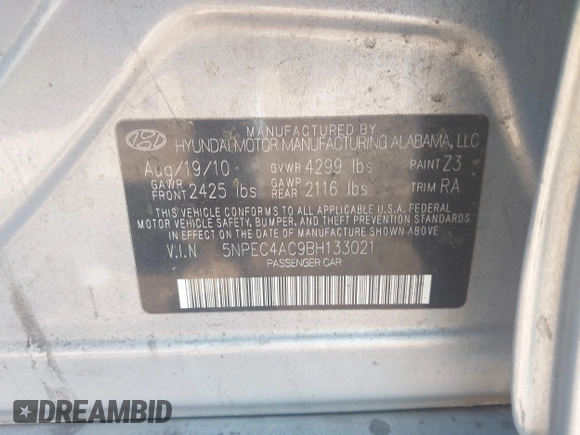 MANUFACTURED BY
HYUNDAI MOTOR MANUFACTURING ALABAMA, LLC
Aug/19/10 GVWR 4299 lbs PAINT Z3
GAWR FRONT 2425 lbs GAWR REAR 2116 lbs TRIM RA
THIS VEHICLE CONFORMS TO ALL APPLICABLE U.S.A. FEDERAL
MOTOR VEHICLE SAFETY, BUMPER, AND THEFT PREVENTION
STANDARDS IN EFFECT ON THE DATE OF MANUFACTURE SHOWN
ABOVE.
V.I.N 5NPEC4AC9BH133021
PASSENGER CAR
DREAMBID